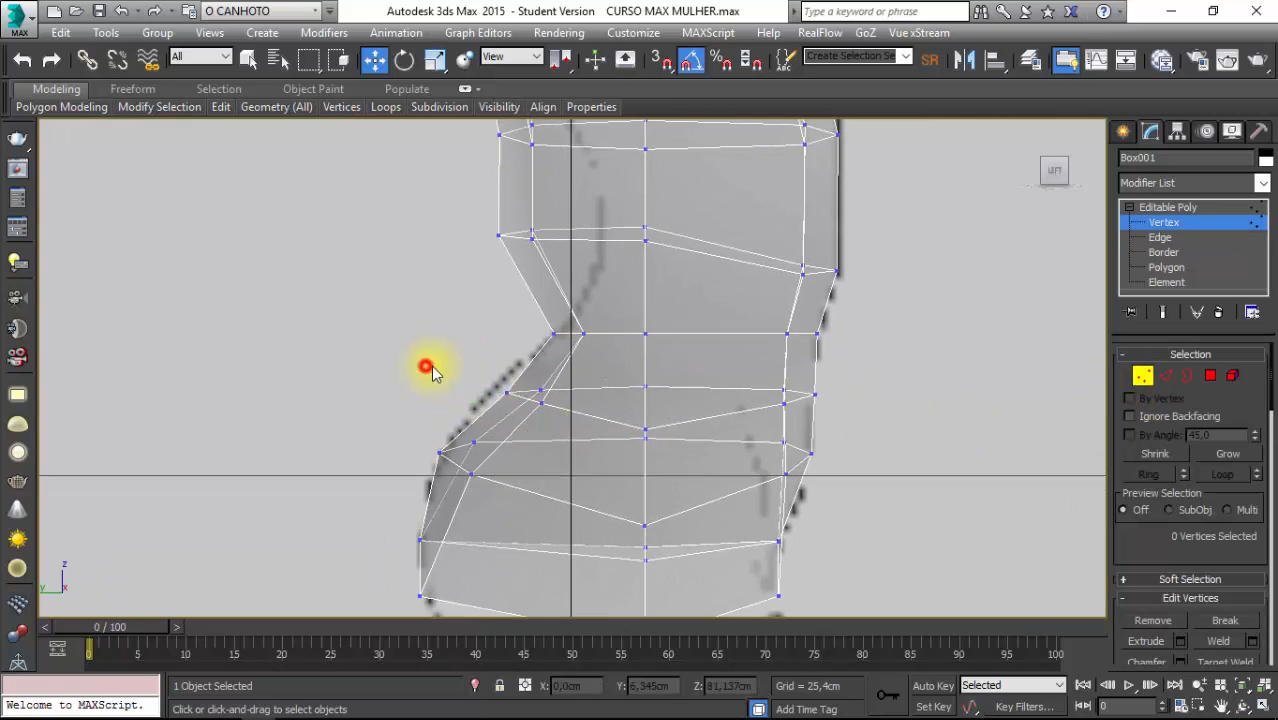 O CANHOTO
Autodesk 3ds Max 2015 - Student Version CURSO MAX MULHER.max
Type a keyword or phrase
MAX
Edit Tools Group Views Create Modifiers Animation Graph Editors Rendering Customize MAXScript Help RealFlow GoZ Vue xStream
All View 3 Create Selection Se SR
Modeling Freeform Selection Object Paint Populate
Polygon Modeling Modify Selection Edit Geometry (All) Vertices Loops Subdivision Visibility Align Properties
Box001
Modifier List
Editable Poly
Vertex
Edge
Border
Polygon
Element
Selection
By Vertex
Ignore Backfacing
By Angle: 45,0
Shrink Grow
Ring Loop
Preview Selection
Off SubObj Multi
0 Vertices Selected
Soft Selection
Edit Vertices
Remove Break
Extrude Weld
Chamfer Target Weld
z
y x
0 / 100
0 5 10 15 20 25 30 35 40 45 50 55 60 65 70 75 80 85 90 95 100
1 Object Selected X: 0,0cm Y: 6,345cm Z: 81,137cm Grid = 25,4cm Auto Key Selected
Welcome to MAXScript. Click or click-and-drag to select objects Add Time Tag Set Key Key Filters... 0